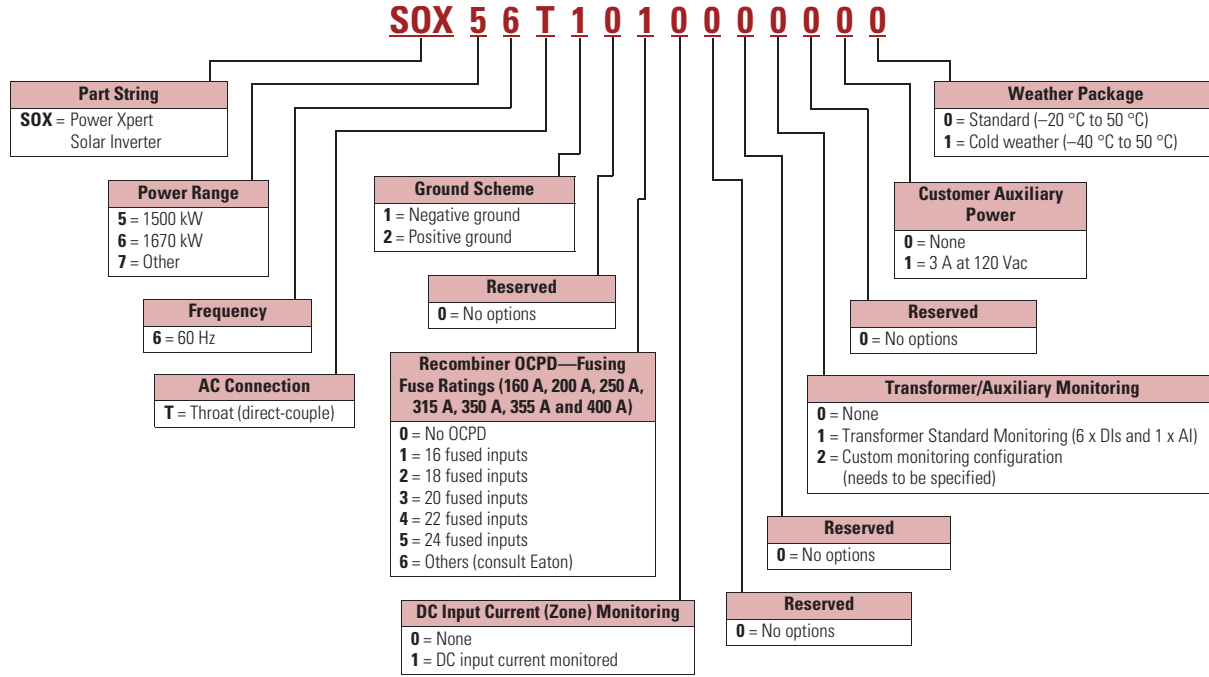 SOX 5 6 T 1 0 1 0 0 0 0 0 0 0
Part String
SOX = Power Xpert
Solar Inverter
Power Range
5 = 1500 kW
6 = 1670 kW
7 = Other
Frequency
6 = 60 Hz
AC Connection
T = Throat (direct-couple)
Ground Scheme
1 = Negative ground
2 = Positive ground
Reserved
0 = No options
Recombiner OCPD—Fusing
Fuse Ratings (160 A, 200 A, 250 A,
315 A, 350 A, 355 A and 400 A)
0 = No OCPD
1 = 16 fused inputs
2 = 18 fused inputs
3 = 20 fused inputs
4 = 22 fused inputs
5 = 24 fused inputs
6 = Others (consult Eaton)
DC Input Current (Zone) Monitoring
0 = None
1 = DC input current monitored
Reserved
0 = No options
Reserved
0 = No options
Transformer/Auxiliary Monitoring
0 = None
1 = Transformer Standard Monitoring (6 x DIs and 1 x AI)
2 = Custom monitoring configuration
(needs to be specified)
Reserved
0 = No options
Customer Auxiliary
Power
0 = None
1 = 3 A at 120 Vac
Weather Package
0 = Standard (–20 °C to 50 °C)
1 = Cold weather (–40 °C to 50 °C)